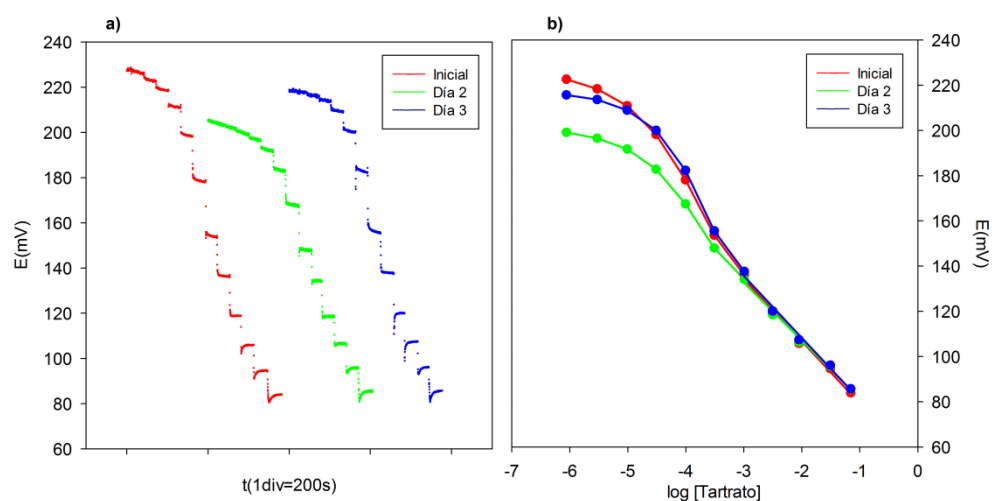 a)
240
220
200
180
160
140
120
100
80
60
E(mV)
Inicial
Día 2
Día 3
t(1div=200s)
b)
Inicial
Día 2
Día 3
240
220
200
180
160
140
120
100
80
60
E(mV)
-7 -6 -5 -4 -3 -2 -1 0
log [Tartrato]